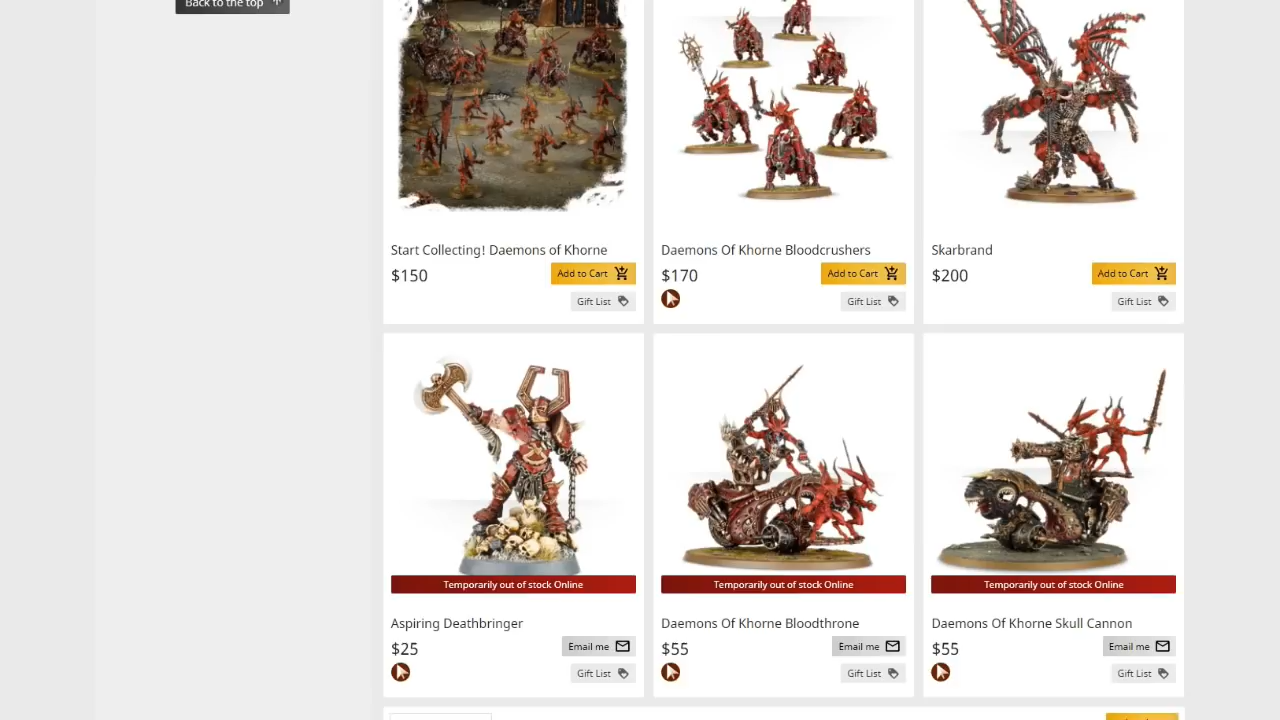 Back to the top
Start Collecting! Daemons of Khorne
$150
Add to Cart
Gift List
Daemons Of Khorne Bloodcrushers
$170
Add to Cart
Gift List
Skarbrand
$200
Add to Cart
Gift List
Temporarily out of stock Online
Aspiring Deathbringer
$25
Email me
Gift List
Temporarily out of stock Online
Daemons Of Khorne Bloodthrone
$55
Email me
Gift List
Temporarily out of stock Online
Daemons Of Khorne Skull Cannon
$55
Email me
Gift List